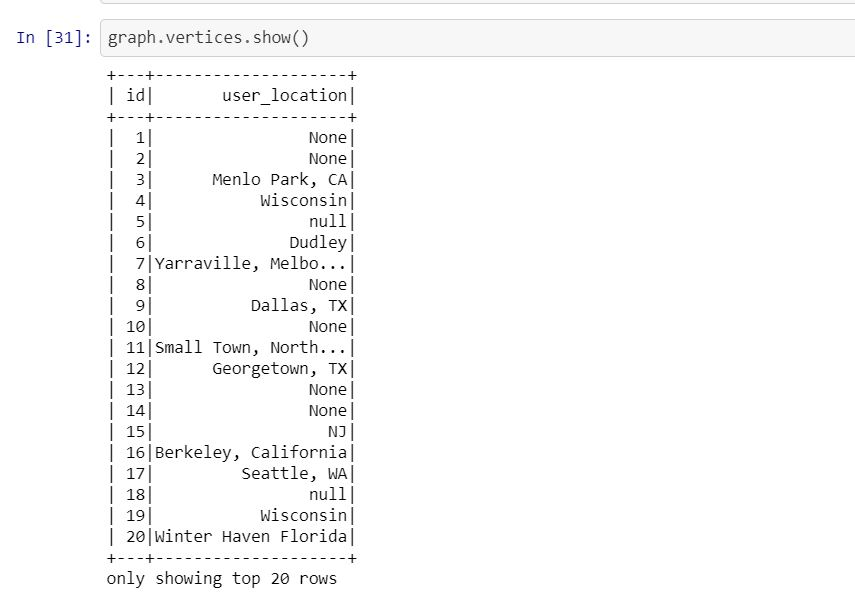 In [31]: graph.vertices.show()
+---+--------------------+
| id|       user_location|
+---+--------------------+
|  1|                None|
|  2|                None|
|  3|      Menlo Park, CA|
|  4|           Wisconsin|
|  5|                null|
|  6|              Dudley|
|  7|Yarraville, Melbo...|
|  8|                None|
|  9|          Dallas, TX|
| 10|                None|
| 11|Small Town, North...|
| 12|      Georgetown, TX|
| 13|                None|
| 14|                None|
| 15|                  NJ|
| 16|Berkeley, California|
| 17|         Seattle, WA|
| 18|                null|
| 19|           Wisconsin|
| 20|Winter Haven Florida|
+---+--------------------+
only showing top 20 rows